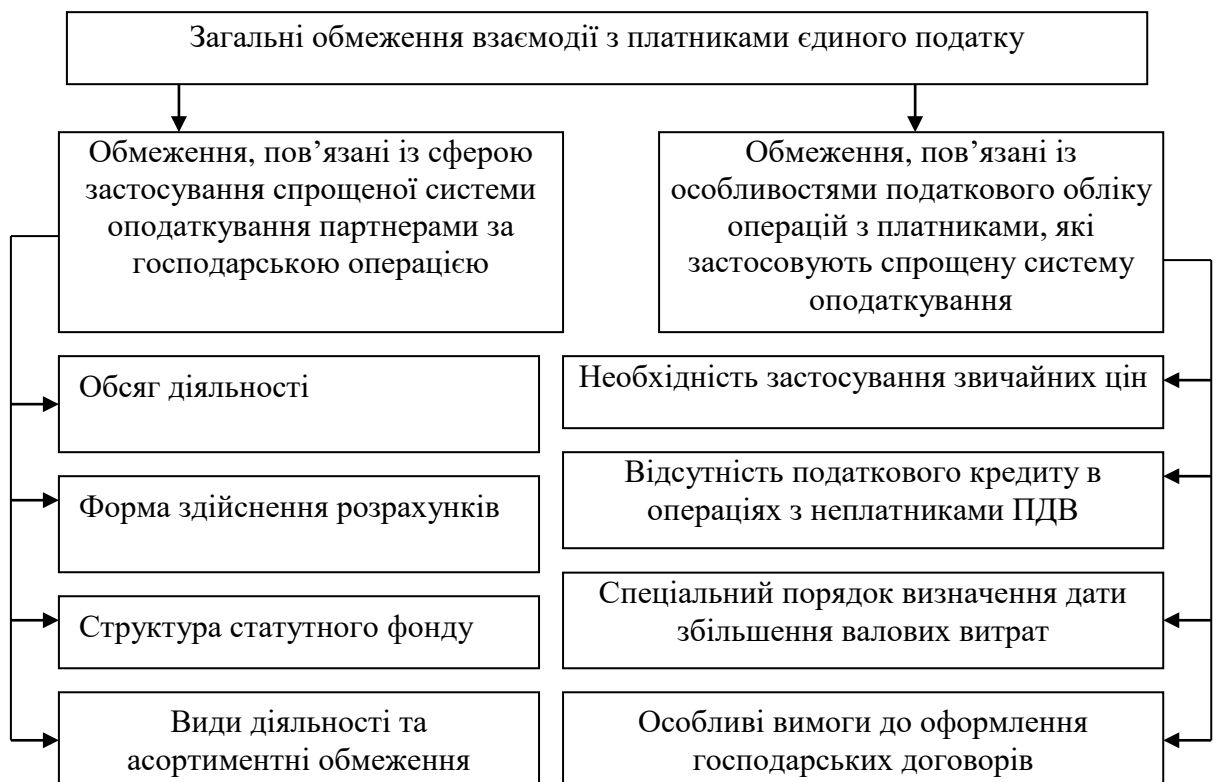 Загальні обмеження взаємодії з платниками єдиного податку
Обмеження, пов’язані із сферою
застосування спрощеної системи
оподаткування партнерами за
господарською операцією
Обмеження, пов’язані із
особливостями податкового обліку
операцій з платниками, які
застосовують спрощену систему
оподаткування
Обсяг діяльності
Форма здійснення розрахунків
Структура статутного фонду
Види діяльності та
асортиментні обмеження
Необхідність застосування звичайних цін
Відсутність податкового кредиту в
операціях з неплатниками ПДВ
Спеціальний порядок визначення дати
збільшення валових витрат
Особливі вимоги до оформлення
господарських договорів